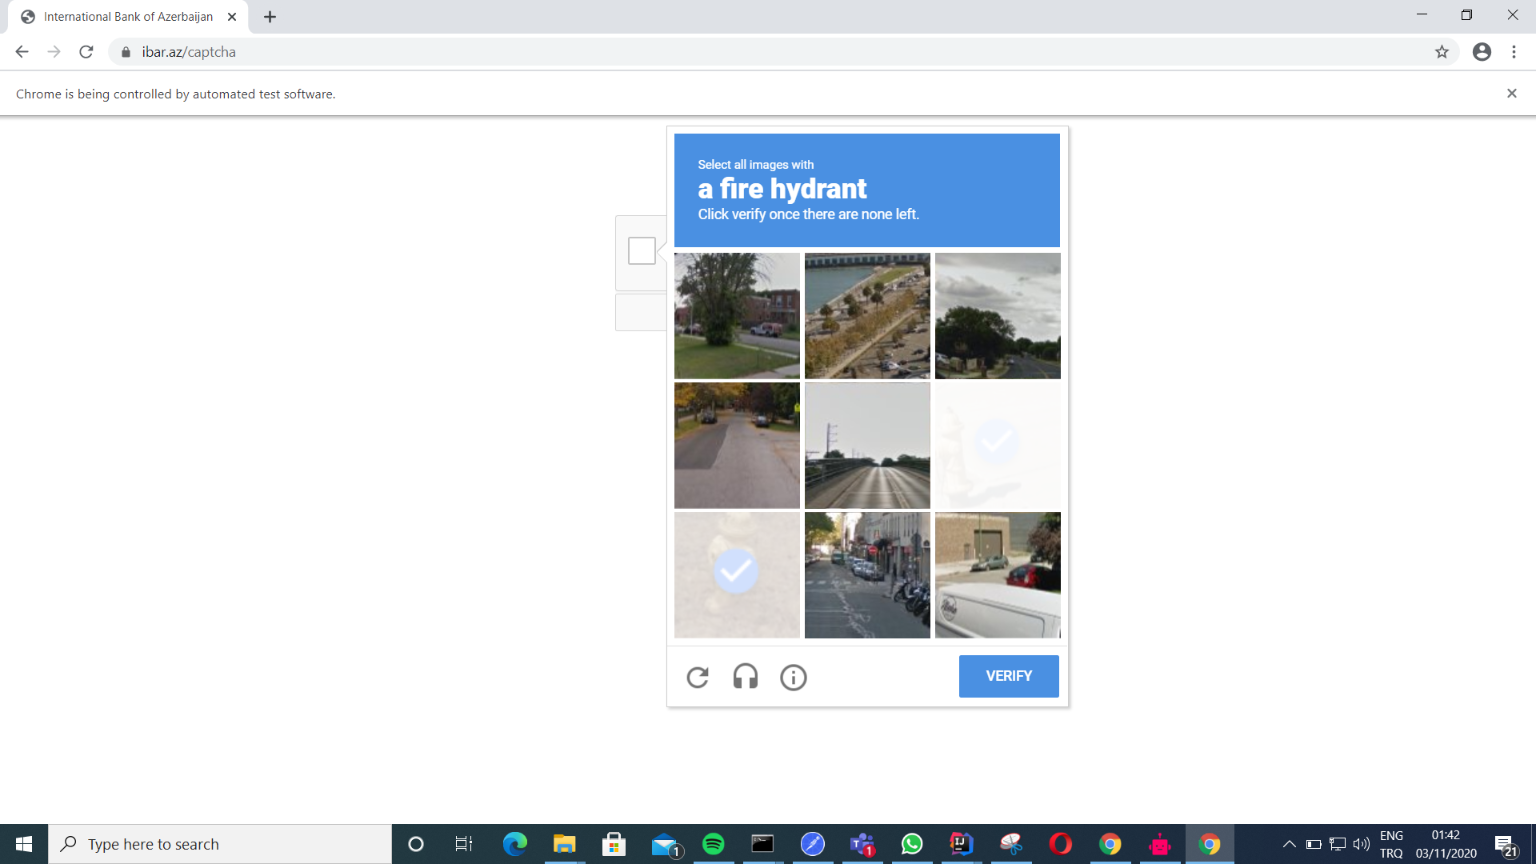 International Bank of Azerbaijan
ibar.az/captcha
Chrome is being controlled by automated test software.
Select all images with
a fire hydrant
Click verify once there are none left.
VERIFY
Type here to search
1
1
ENG
TRQ
01:42
03/11/2020
21